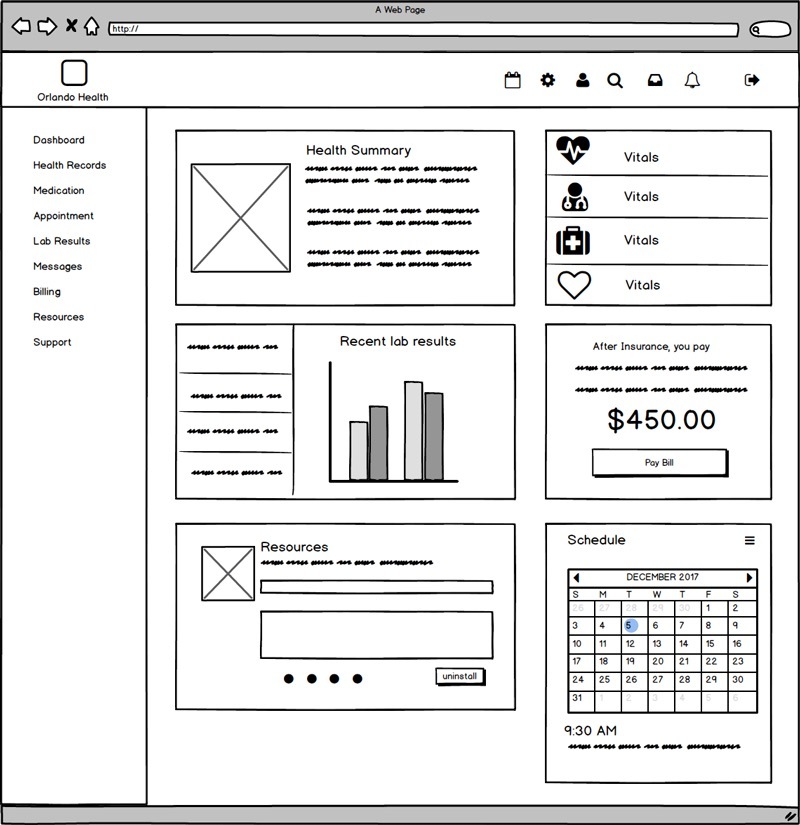 A Web Page
http://
Orlando Health
Dashboard
Health Records
Medication
Appointment
Lab Results
Messages
Billing
Resources
Support
Health Summary
Vitals
Vitals
Vitals
Vitals
Recent lab results
After Insurance, you pay
$450.00
Pay Bill
Resources
uninstall
Schedule
DECEMBER 2017
S M T W T F S
26 27 28 29 30 1 2
3 4 5 6 7 8 9
10 11 12 13 14 15 16
17 18 19 20 21 22 23
24 25 26 27 28 29 30
31 1 2 3 4 5 6
9:30 AM